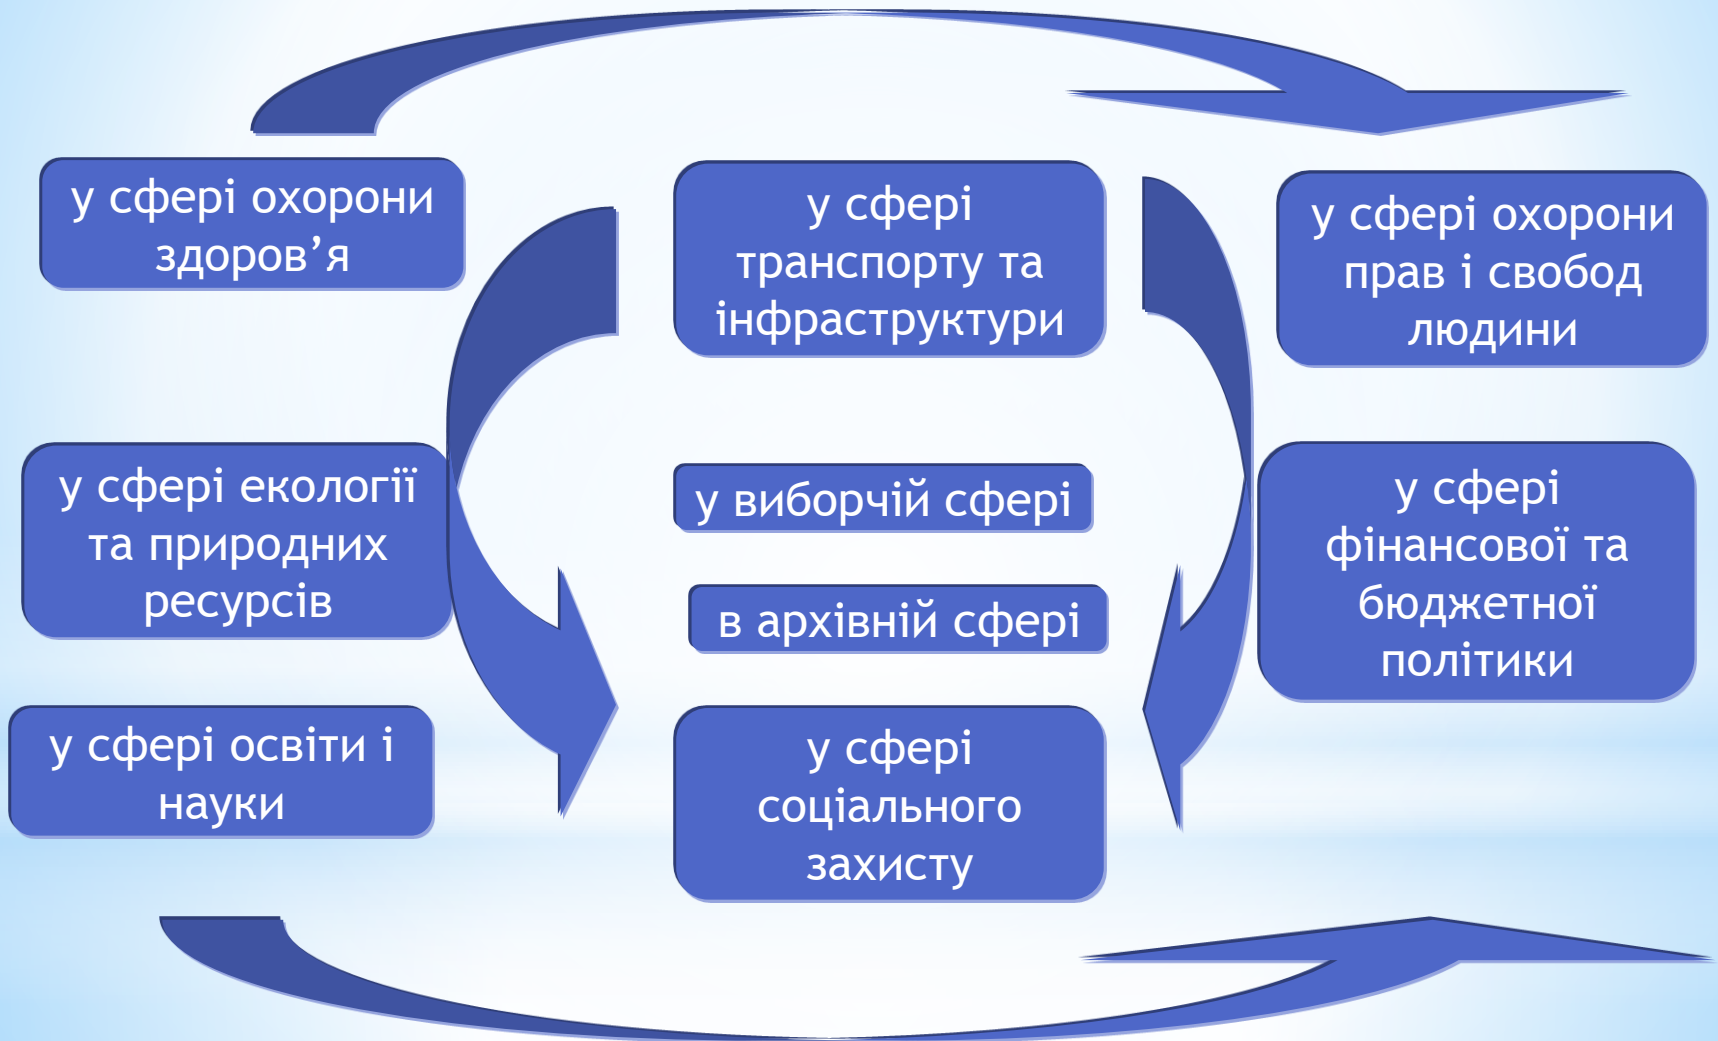 у сфері охорони
здоров’я
у сфері
транспорту та
інфраструктури
у сфері охорони
прав і свобод
людини
у сфері екології
та природних
ресурсів
у виборчій сфері
в архівній сфері
у сфері
фінансової та
бюджетної
політики
у сфері освіти і
науки
у сфері
соціального
захисту